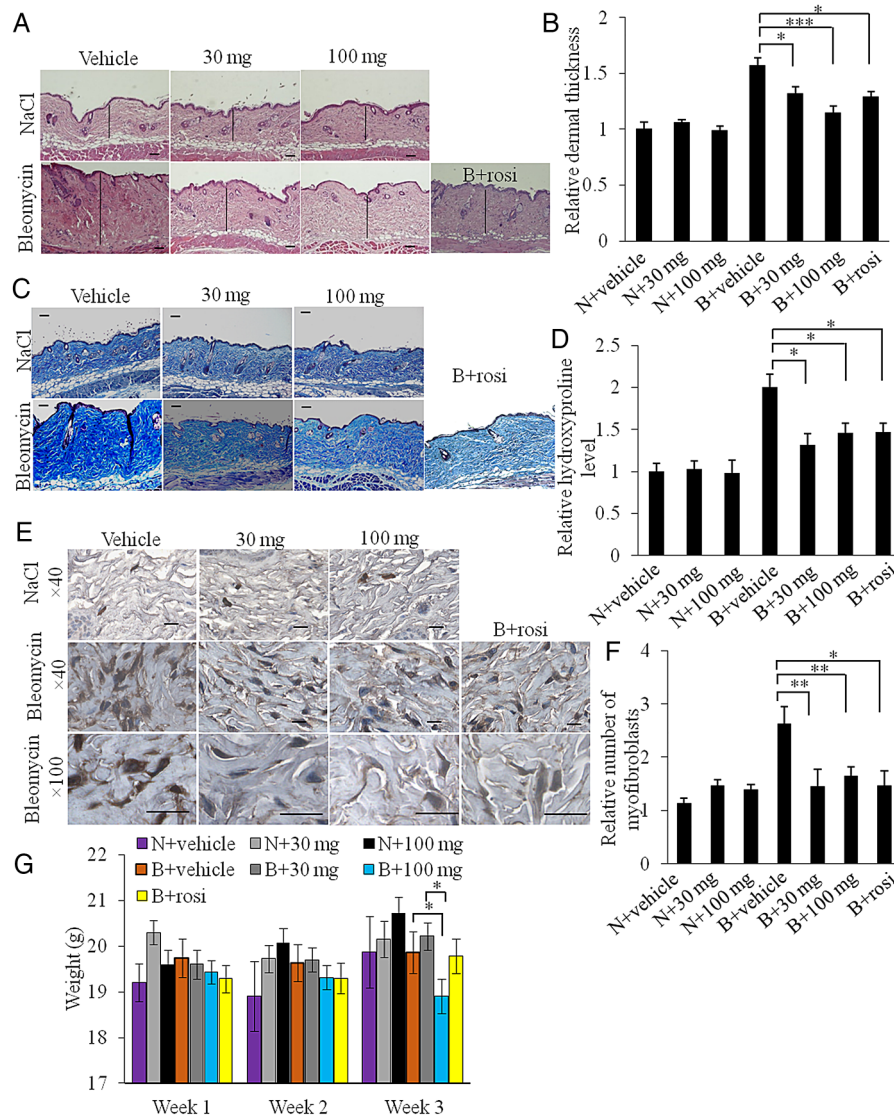 A
Vehicle 30 mg 100 mg
NaCl
Bleomycin
B+rosi
B
Relative dermal thickness
2
1.5
1
0.5
0
*
***
*
N+vehicle
N+30 mg
N+100 mg
B+vehicle
B+30 mg
B+100 mg
B+rosi
C
Vehicle 30 mg 100 mg
NaCl
Bleomycin
B+rosi
D
Relative hydroxyproline
level
2.5
2
1.5
1
0.5
0
*
*
*
N+vehicle
N+30 mg
N+100 mg
B+vehicle
B+30 mg
B+100 mg
B+rosi
E
Vehicle 30 mg 100 mg
NaCl
×40
Bleomycin
×40
Bleomycin
×100
B+rosi
F
Relative number of
myofibroblasts
4
3
2
1
0
*
**
**
N+vehicle
N+30 mg
N+100 mg
B+vehicle
B+30 mg
B+100 mg
B+rosi
G
N+vehicle N+30 mg N+100 mg
B+vehicle B+30 mg B+100 mg
B+rosi
Weight (g)
22
21
20
19
18
17
*
*
Week 1 Week 2 Week 3